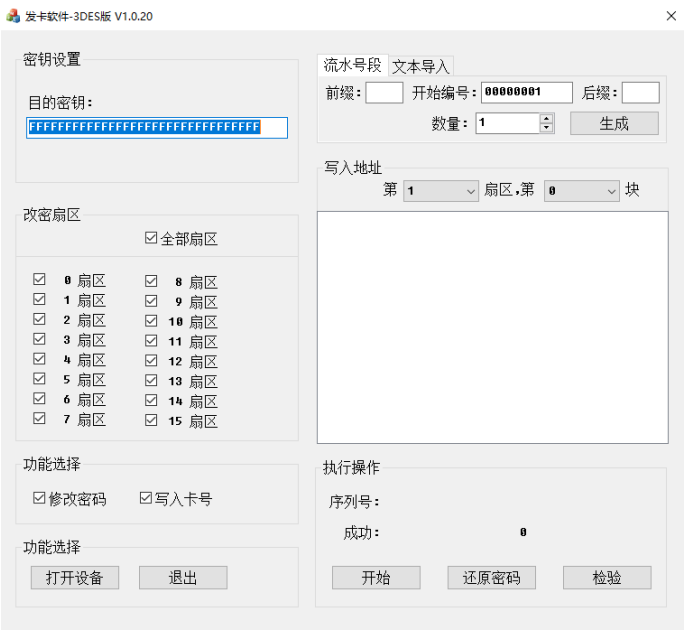 发卡软件-3DES版 V1.0.20
密钥设置
目的密钥：
FFFFFFFFFFFFFFFFFFFFFFFFFFFFFFFF
改密扇区
全部扇区
0 扇区
1 扇区
2 扇区
3 扇区
4 扇区
5 扇区
6 扇区
7 扇区
8 扇区
9 扇区
10 扇区
11 扇区
12 扇区
13 扇区
14 扇区
15 扇区
功能选择
修改密码 写入卡号
功能选择
打开设备 退出
流水号段 文本导入
前缀： 开始编号：00000001 后缀：
数量：1 生成
写入地址
第 1 扇区,第 0 块
执行操作
序列号：
成功： 0
开始 还原密码 检验